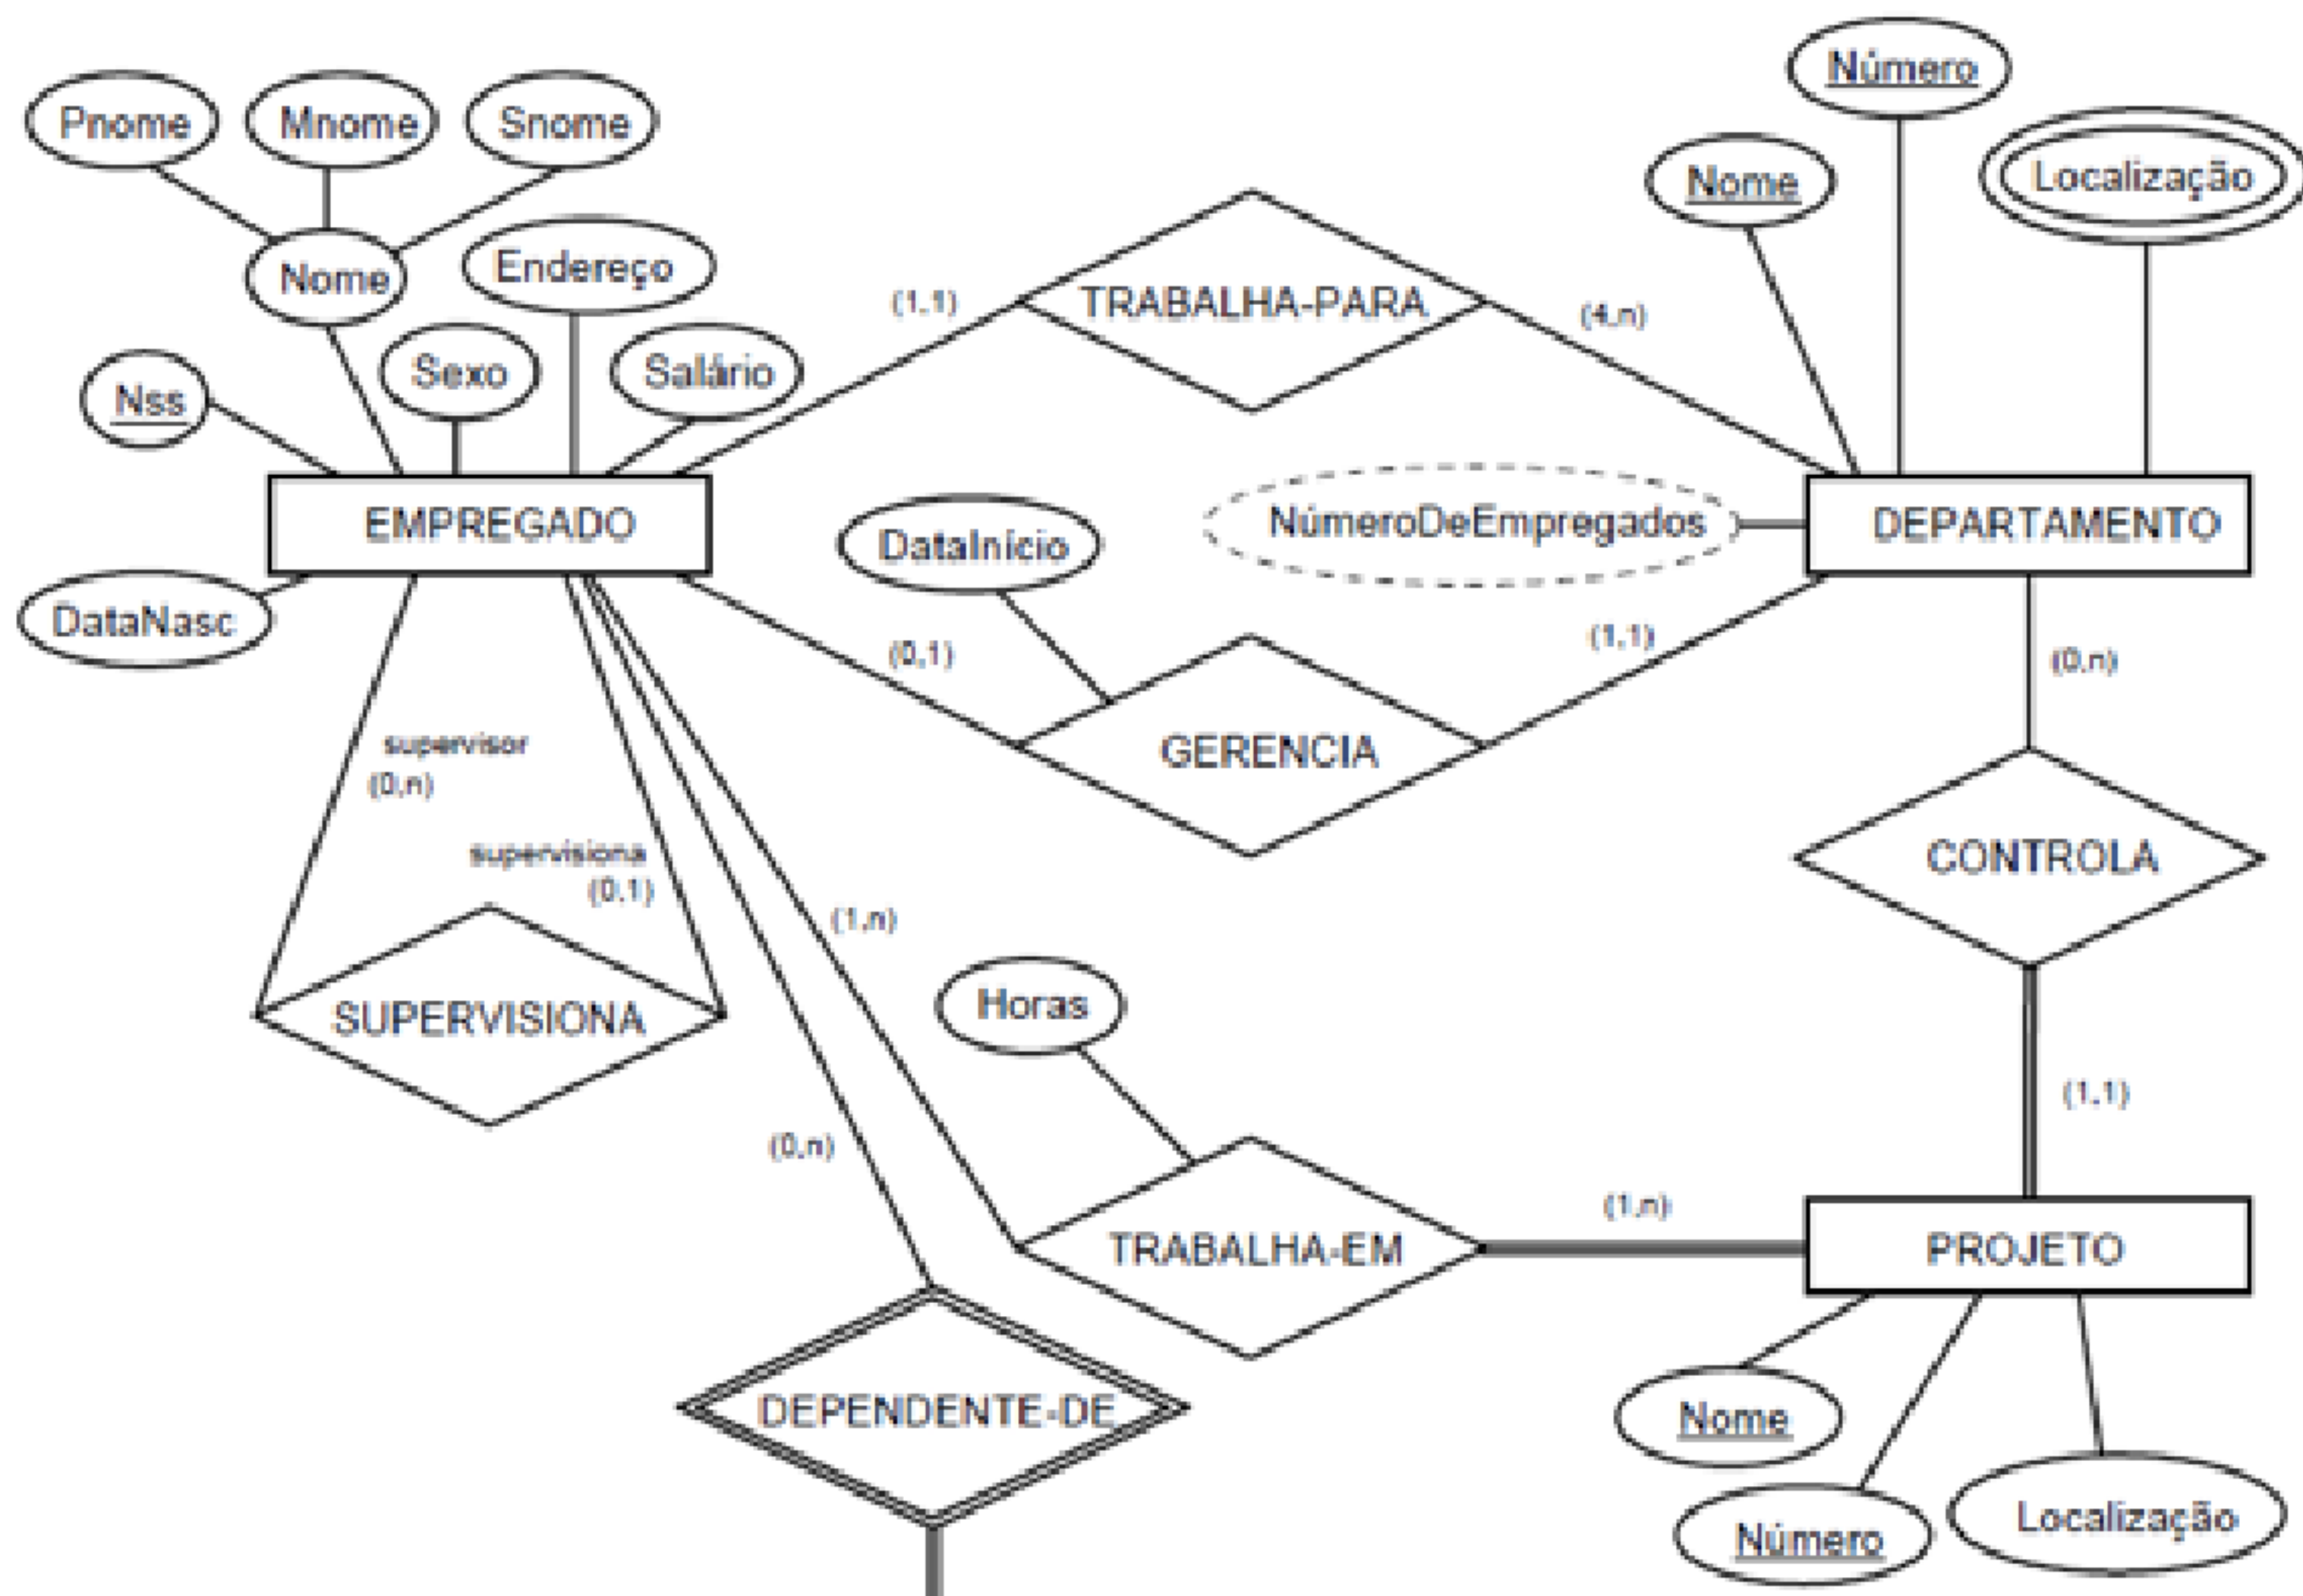 Número
Pnome
Mnome
Snome
Nome
Localização
Nome
Endereço
(1,1)
TRABALHA-PARA
(4,n)
Nss
Sexo
Salário
EMPREGADO
DataInício
NúmeroDeEmpregados
DEPARTAMENTO
DataNasc
(0,1)
(1,1)
(0,n)
supervisor
(0,n)
GERENCIA
supervisiona
(0,1)
CONTROLA
(1,n)
SUPERVISIONA
Horas
(1,1)
(0,n)
(1,n)
TRABALHA-EM
PROJETO
DEPENDENTE-DE
Nome
Número
Localização